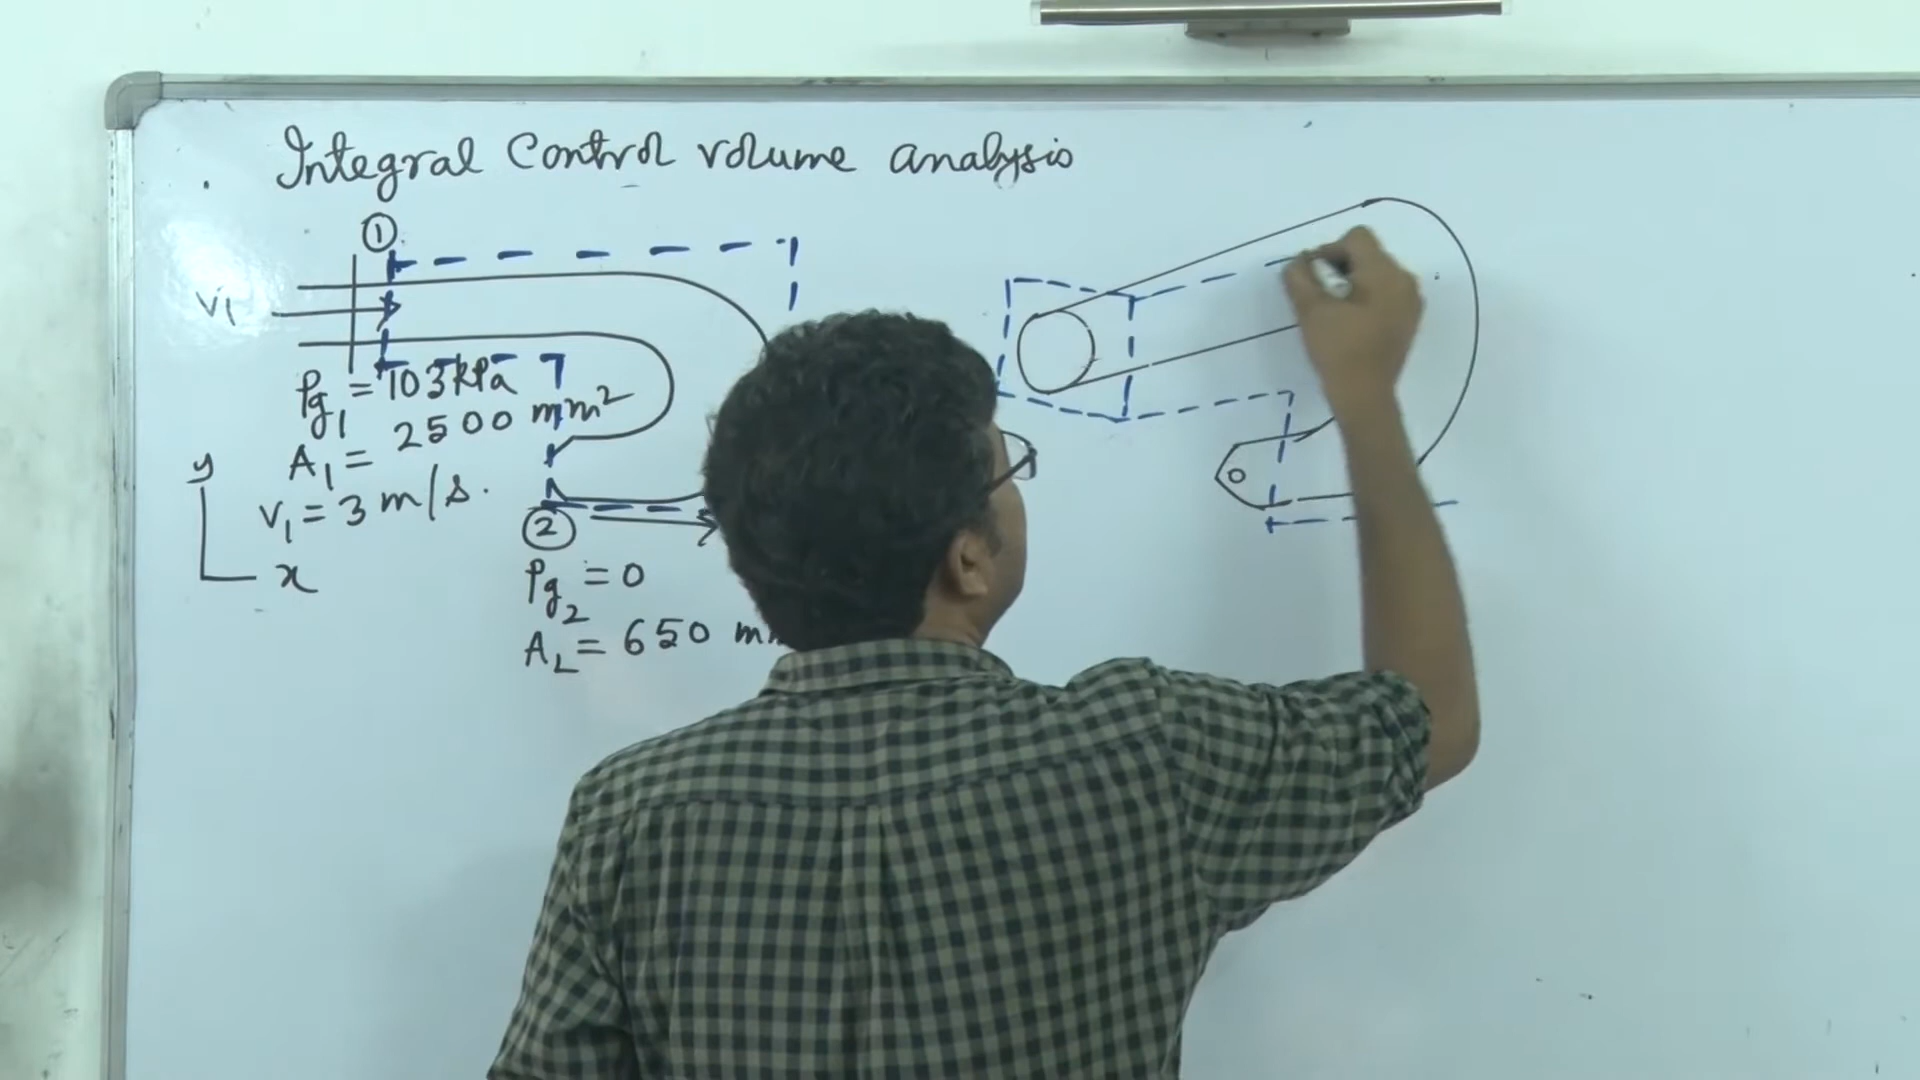 Integral Control volume analysis
①
V1
Pg1 = 103 kPa
A1 = 2500 mm²
V1 = 3 m/s.
y
x
②
Pg2 = 0
A2 = 650